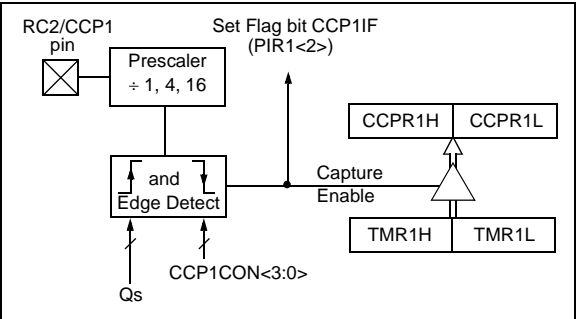 RC2/CCP1
pin
Set Flag bit CCP1IF
(PIR1<2>)
Prescaler
÷ 1, 4, 16
CCPR1H CCPR1L
and
Edge Detect
Capture
Enable
TMR1H TMR1L
CCP1CON<3:0>
Qs